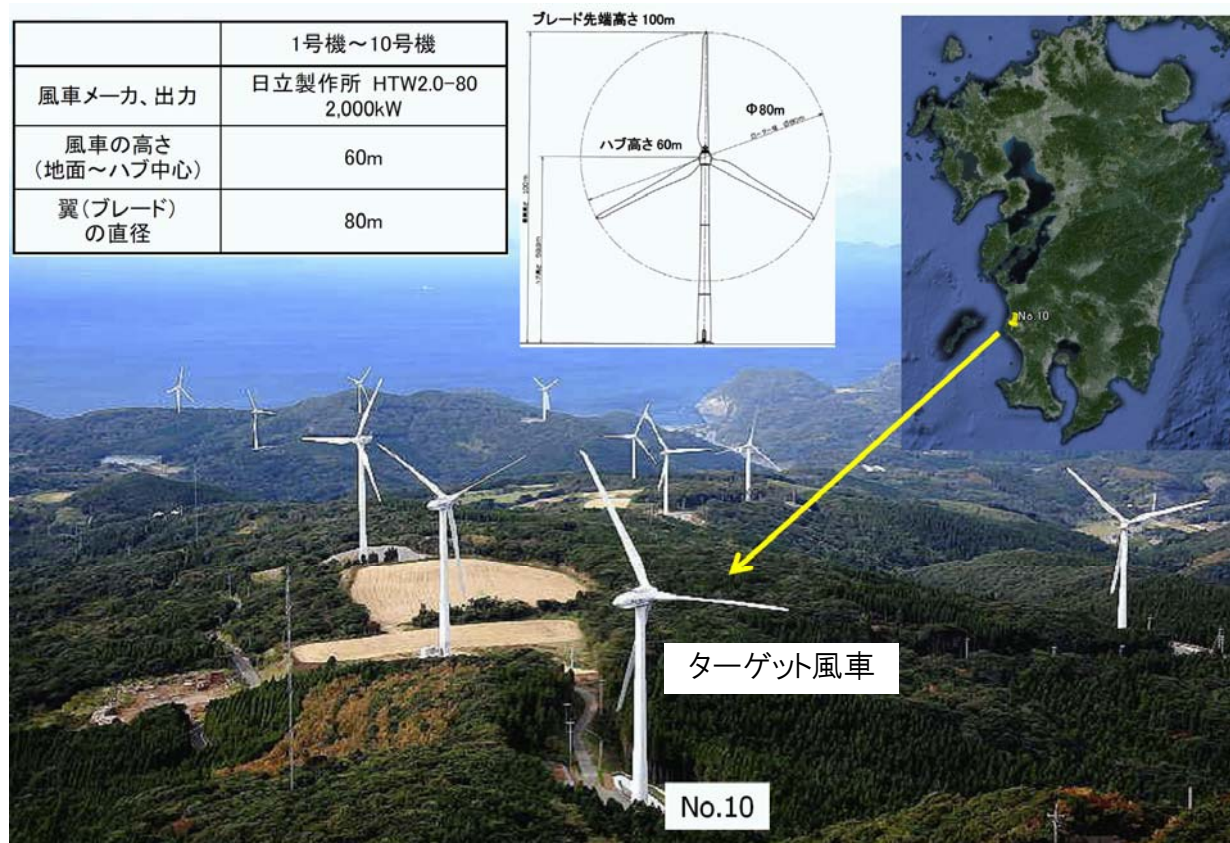 1号機～10号機
風車メーカ、出力
日立製作所 HTW2.0-80
2,000kW
風車の高さ
(地面～ハブ中心)
60m
翼(ブレード)
の直径
80m
ブレード先端高さ 100m
Φ80m
ハブ高さ 60m
No.10
ターゲット風車
No.10